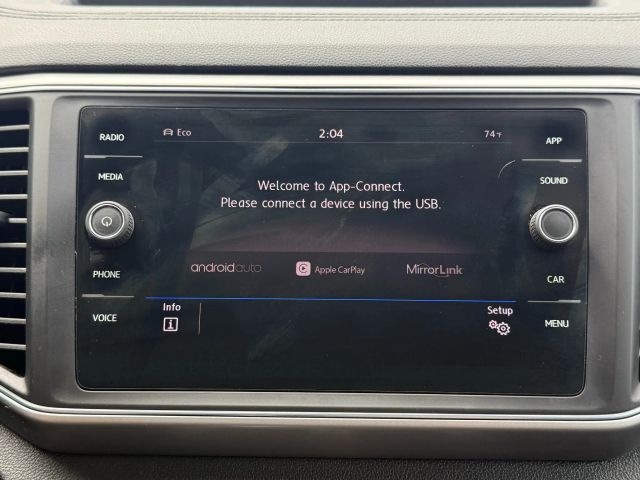 RADIO
MEDIA
PHONE
VOICE
Eco
2:04
74°F
Welcome to App-Connect.
Please connect a device using the USB.
androidauto
Apple CarPlay
MirrorLink
Info
i
Setup
APP
SOUND
CAR
MENU